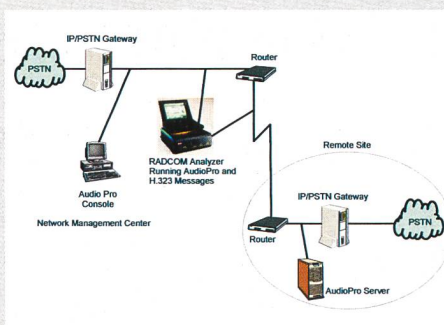 IP/PSTN Gateway
PSTN
Router
RADCOM Analyzer
Running AudioPro and
H.323 Messages
Audio Pro
Console
Network Management Center
Remote Site
IP/PSTN Gateway
PSTN
Router
AudioPro Server